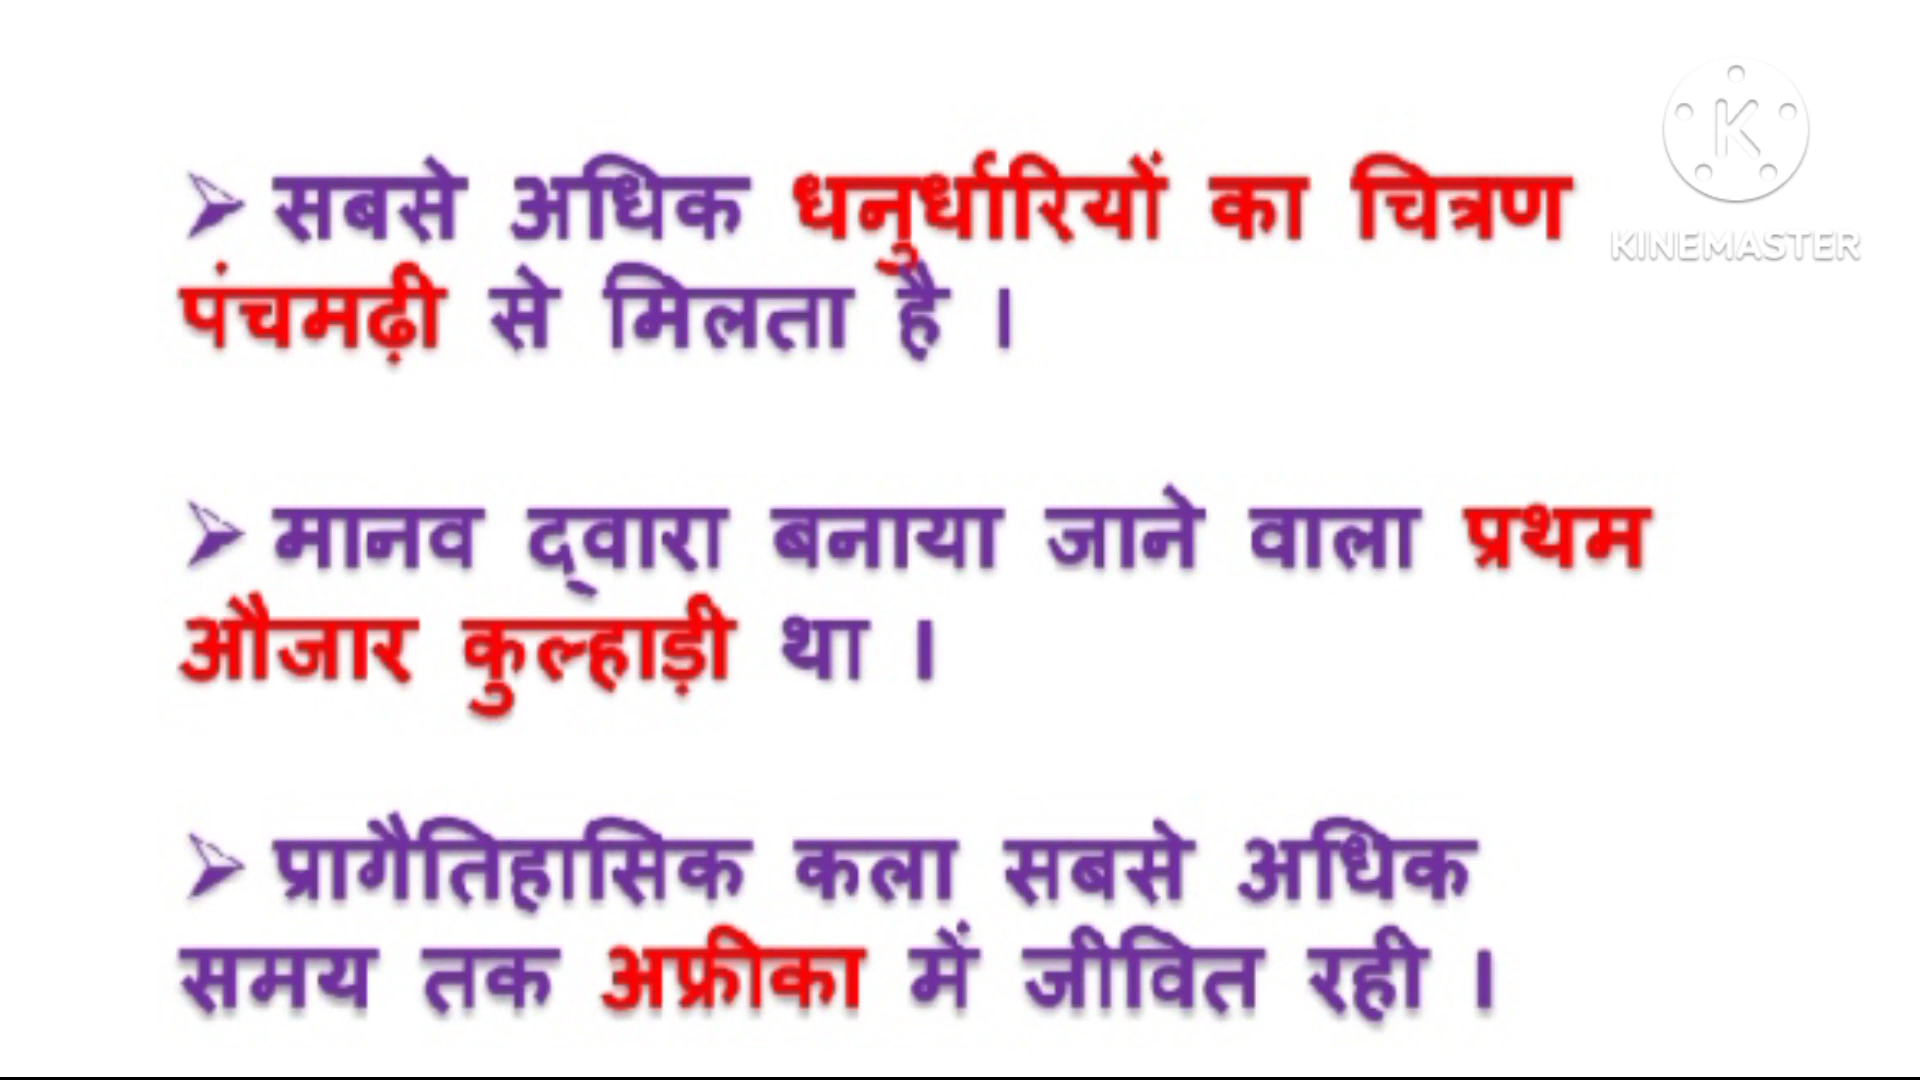 ➢ सबसे अधिक धनुर्धारियों का चित्रण
पंचमढ़ी से मिलता है ।
➢ मानव द्वारा बनाया जाने वाला प्रथम
औजार कुल्हाड़ी था ।
➢ प्रागैतिहासिक कला सबसे अधिक
समय तक अफ्रीका में जीवित रही ।
K
KINEMASTER